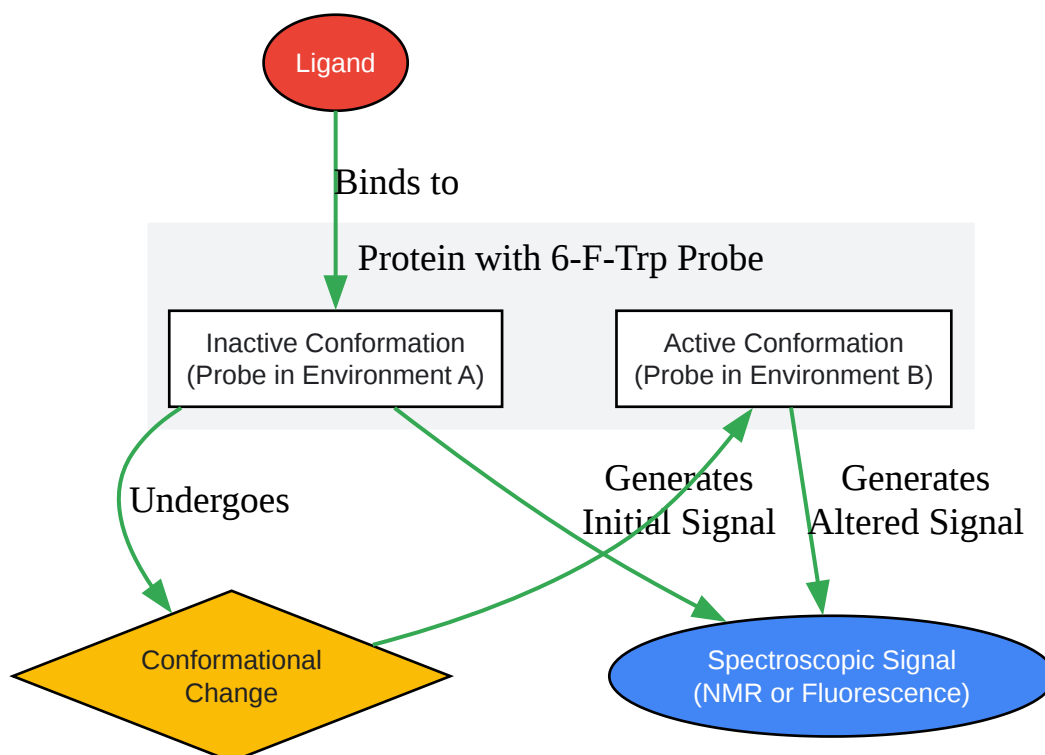 Ligand
Binds to
Protein with 6-F-Trp Probe
Inactive Conformation
(Probe in Environment A)
Active Conformation
(Probe in Environment B)
Undergoes
Generates
Initial Signal
Generates
Altered Signal
Conformational
Change
Spectroscopic Signal
(NMR or Fluorescence)